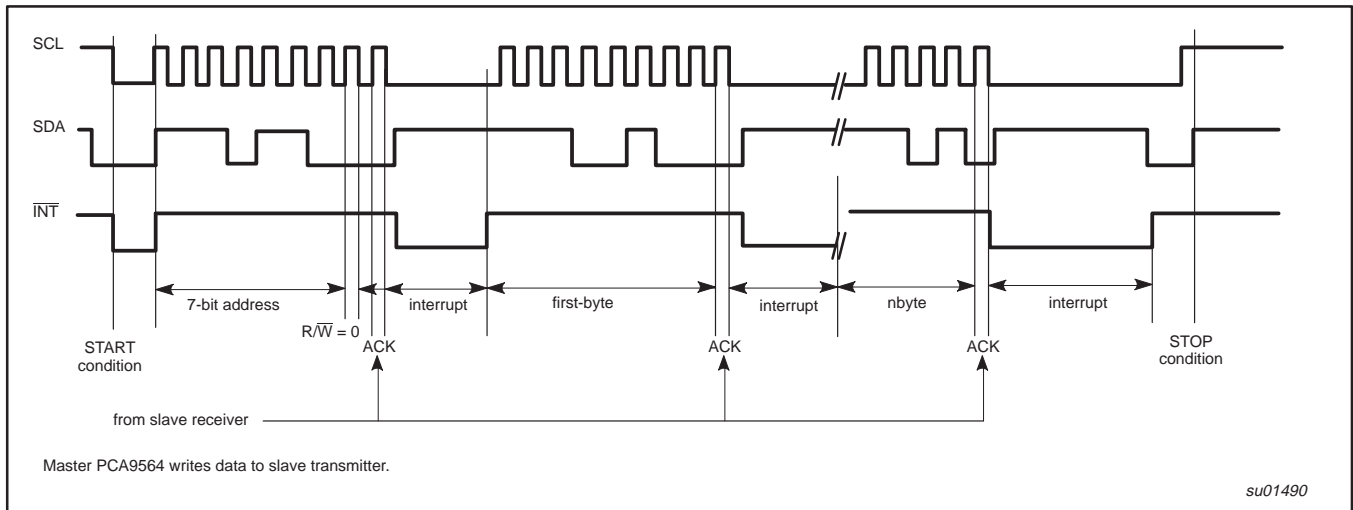 SCL
SDA
INT
7-bit address
interrupt
first-byte
interrupt
nbyte
interrupt
R/W = 0
START
condition
ACK
ACK
ACK
STOP
condition
from slave receiver
Master PCA9564 writes data to slave transmitter.
su01490